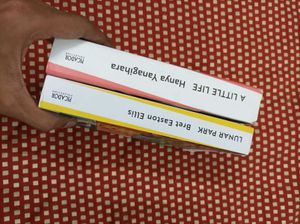 A LITTLE LIFE Hanya Yanagihara
PICADOR
LUNAR PARK Bret Easton Ellis
PICADOR